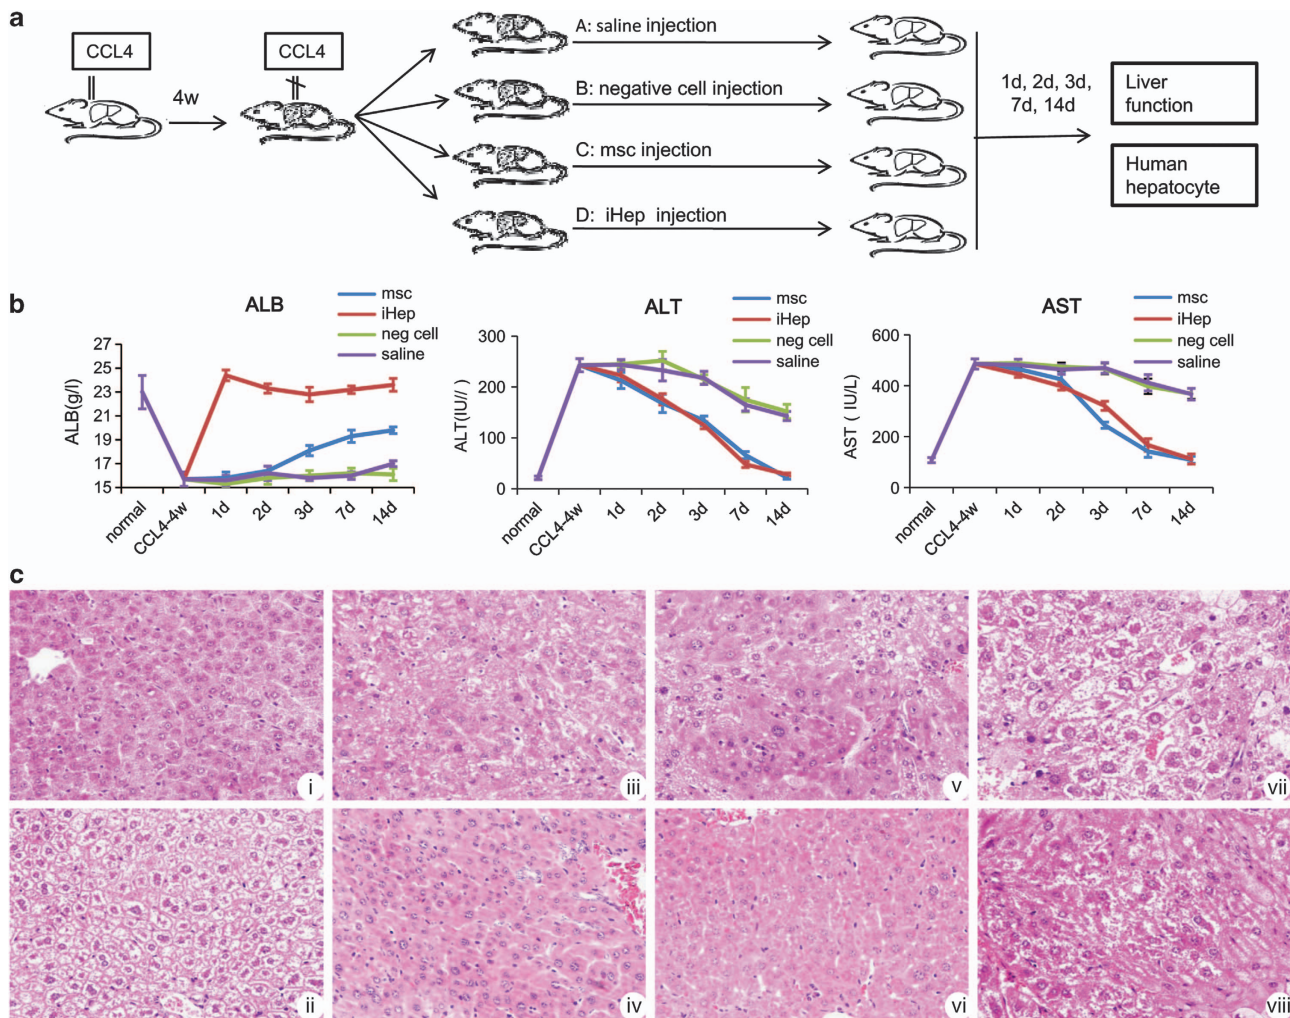 a
CCL4
4w
CCL4
A: saline injection
B: negative cell injection
C: msc injection
D: iHep injection
1d, 2d, 3d,
7d, 14d
Liver
function
Human
hepatocyte
b
ALB
msc
iHep
neg cell
saline
27
25
23
21
19
17
15
ALB(g/l)
normal
CCL4-4w
1d
2d
3d
7d
14d
ALT
msc
iHep
neg cell
saline
300
200
100
0
ALT(IU//)
normal
CCL4-4w
1d
2d
3d
7d
14d
AST
msc
iHep
neg cell
saline
600
400
200
0
AST ( IU/L)
normal
CCL4-4w
1d
2d
3d
7d
14d
c
i
iii
v
vii
ii
iv
vi
viii